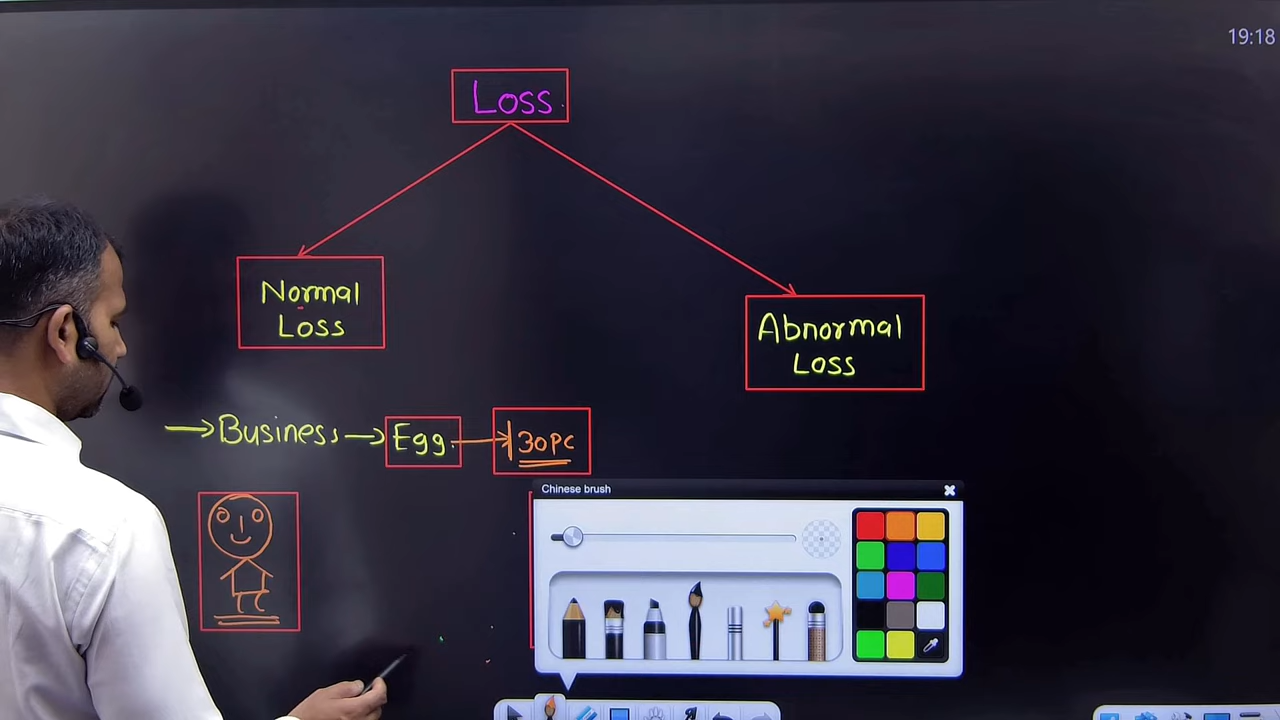 19:18
Loss
Normal
Loss
Abnormal
Loss
→ Business → Egg → 30PC
Chinese brush